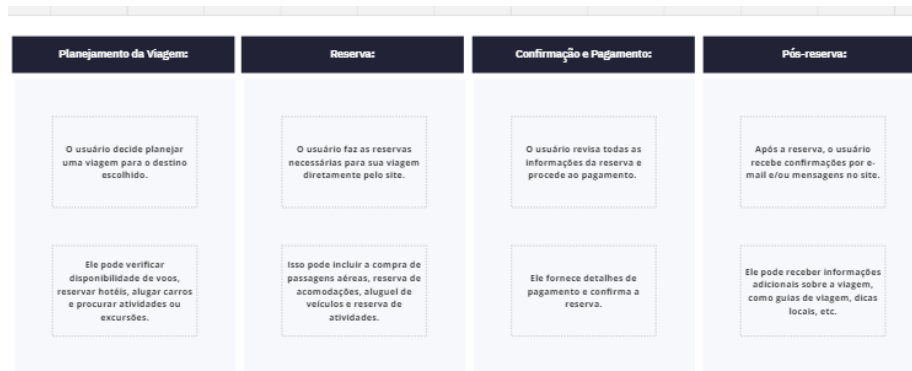 Planejamento da Viagem:
O usuário decide planejar
uma viagem para o destino
escolhido.
Ele pode verificar
disponibilidade de voos,
reservar hotéis, alugar carros
e procurar atividades ou
excursões.
Reserva:
O usuário faz as reservas
necessárias para sua viagem
diretamente pelo site.
Isso pode incluir a compra de
passagens aéreas, reserva de
acomodações, aluguel de
veículos e reserva de
atividades.
Confirmação e Pagamento:
O usuário revisa todas as
informações da reserva e
procede ao pagamento.
Ele fornece detalhes de
pagamento e confirma a
reserva.
Pós-reserva:
Após a reserva, o usuário
recebe confirmações por e-
mail e/ou mensagens no site.
Ele pode receber informações
adicionais sobre a viagem,
como guias de viagem, dicas
locais, etc.